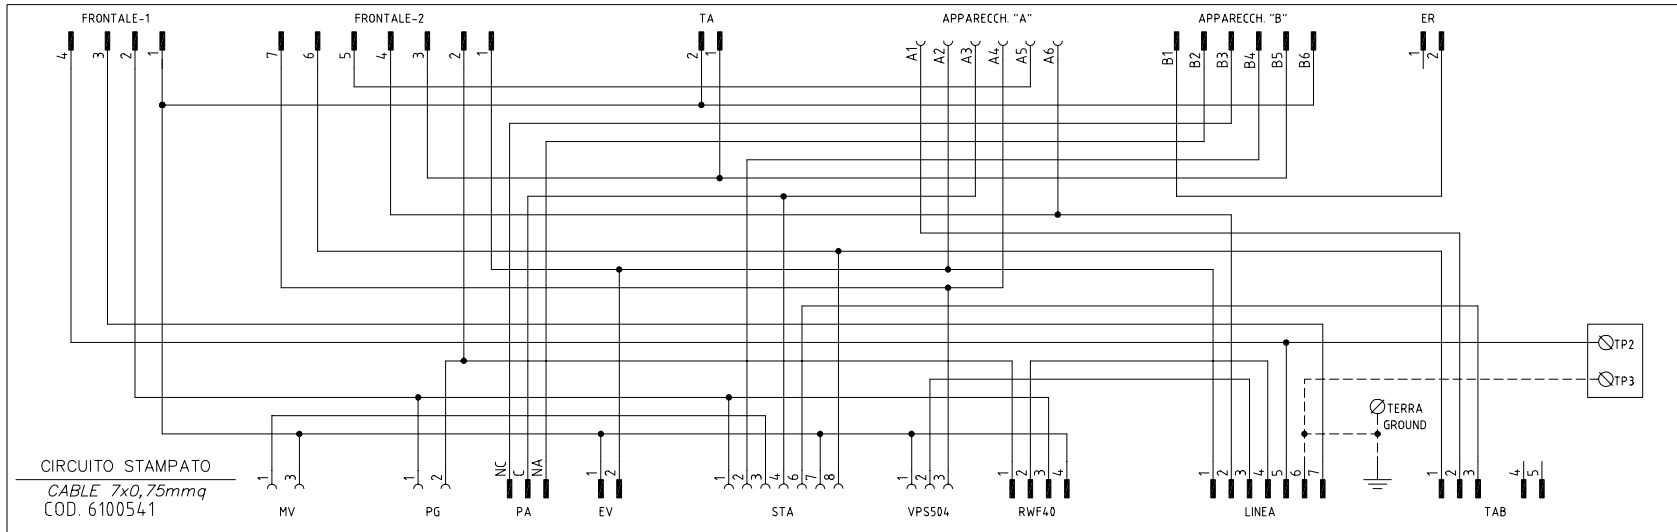 FRONTALE-1 FRONTALE-2 TA APPARECCH. "A" APPARECCH. "B" ER
4 3 2 1 7 6 5 4 3 2 1 2 1 A1 A2 A3 A4 A5 A6 B1 B2 B3 B4 B5 B6 1 2
TP2
TP3
TERRA
GROUND
1 3 1 2 NC C NA 1 2 1 2 3 4 6 7 8 1 2 3 1 2 3 4 1 2 3 4 5 6 7 1 2 3 4 5
MV PG PA EV STA VPS504 RWF40 LINEA TAB
CIRCUITO STAMPATO
CABLE 7x0,75mmq
COD. 6100541